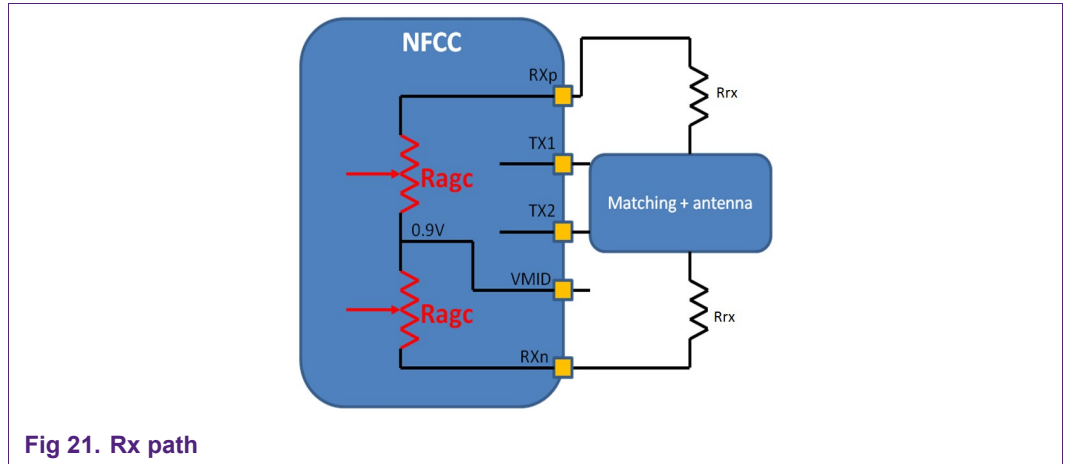 NFCC
RXp
Rrx
TX1
Ragc
Matching + antenna
TX2
0.9V
VMID
Ragc
Rrx
RXn
Fig 21. Rx path